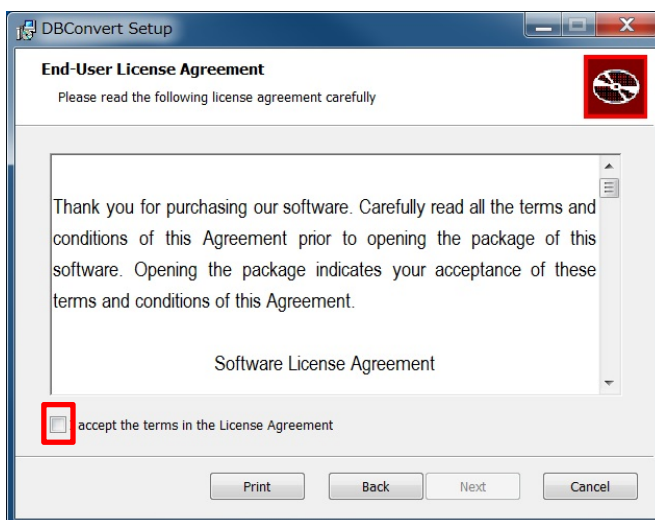 DBConvert Setup
End-User License Agreement
Please read the following license agreement carefully
Thank you for purchasing our software. Carefully read all the terms and
conditions of this Agreement prior to opening the package of this
software. Opening the package indicates your acceptance of these
terms and conditions of this Agreement.
Software License Agreement
accept the terms in the License Agreement
Print Back Next Cancel